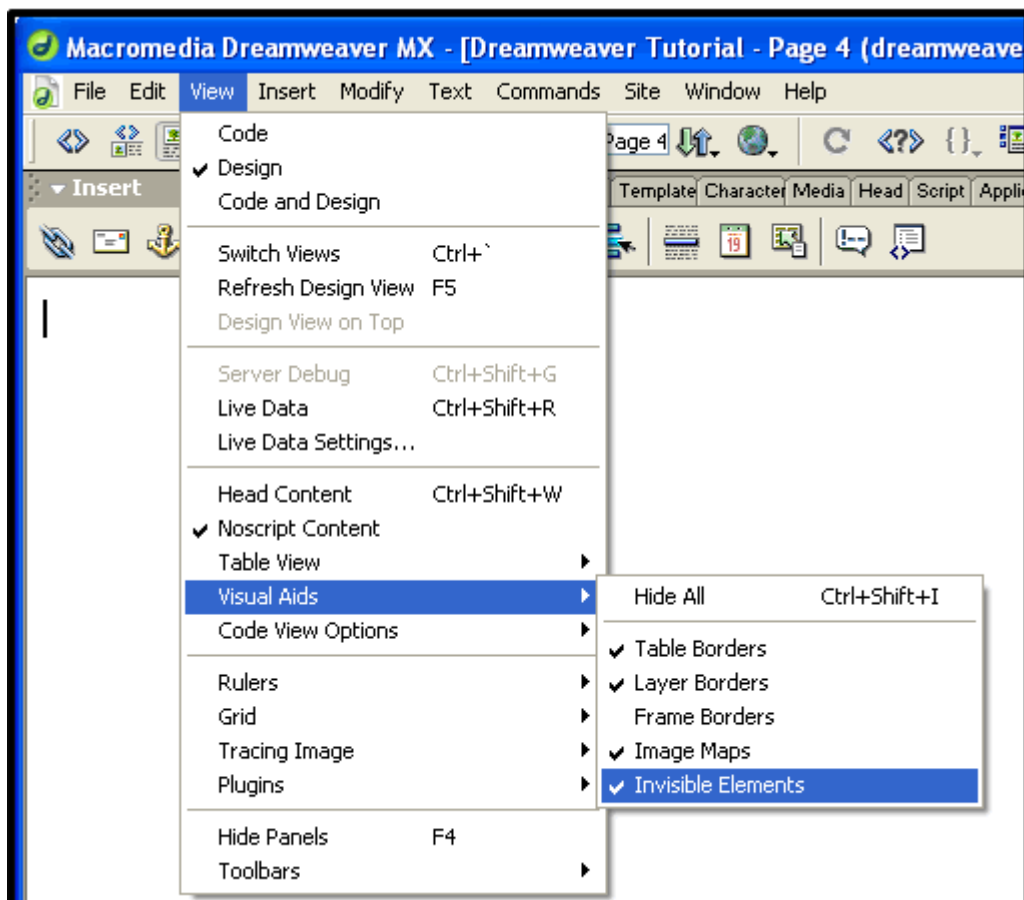 Macromedia Dreamweaver MX - [Dreamweaver Tutorial - Page 4 (dreamweave
File Edit View Insert Modify Text Commands Site Window Help
Page 4
Insert Template Character Media Head Script Applic
19
Code
Design
Code and Design
Switch Views Ctrl+`
Refresh Design View F5
Design View on Top
Server Debug Ctrl+Shift+G
Live Data Ctrl+Shift+R
Live Data Settings...
Head Content Ctrl+Shift+W
Noscript Content
Table View
Visual Aids
Code View Options
Rulers
Grid
Tracing Image
Plugins
Hide Panels F4
Toolbars
Hide All Ctrl+Shift+I
Table Borders
Layer Borders
Frame Borders
Image Maps
Invisible Elements